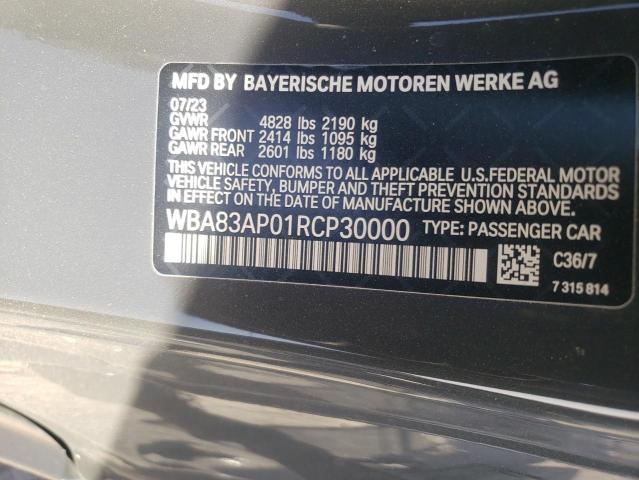 MFD BY BAYERISCHE MOTOREN WERKE AG
07/23
GVWR 4828 lbs 2190 kg
GAWR FRONT 2414 lbs 1095 kg
GAWR REAR 2601 lbs 1180 kg
THIS VEHICLE CONFORMS TO ALL APPLICABLE U.S.FEDERAL MOTOR
VEHICLE SAFETY, BUMPER AND THEFT PREVENTION STANDARDS
IN EFFECT ON THE DATE OF MANUFACTURE SHOWN ABOVE.
WBA83AP01RCP30000 TYPE: PASSENGER CAR
C36/7
7 315 814